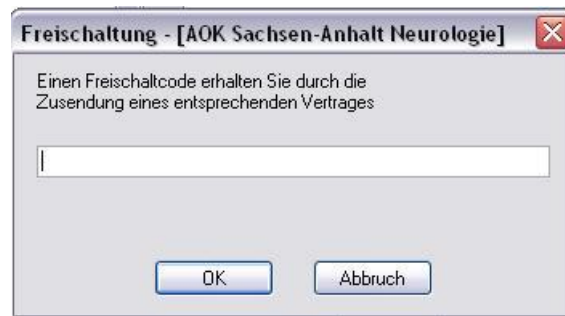 Freischaltung - [AOK Sachsen-Anhalt Neurologie]
Einen Freischaltcode erhalten Sie durch die
Zusendung eines entsprechenden Vertrages
OK
Abbruch